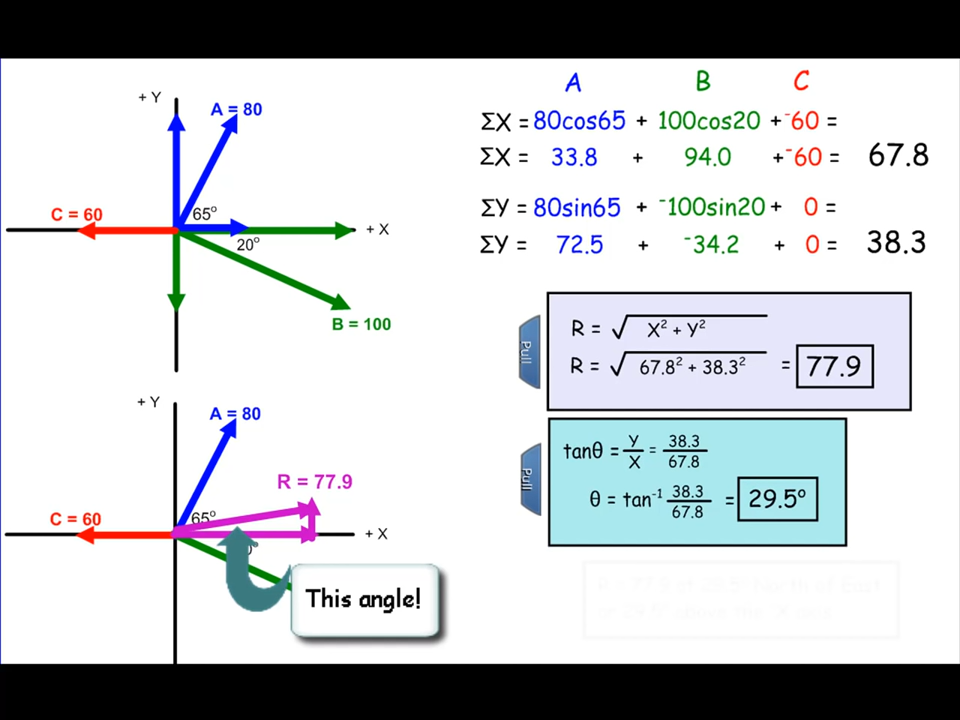 + Y
A = 80
C = 60
65°
20°
+ X
B = 100
A B C
ΣX = 80cos65 + 100cos20 + ⁻60 =
ΣX = 33.8 + 94.0 + ⁻60 = 67.8
ΣY = 80sin65 + ⁻100sin20 + 0 =
ΣY = 72.5 + ⁻34.2 + 0 = 38.3
Pull
R = √ X² + Y²
R = √ 67.8² + 38.3² = 77.9
Pull
tanθ = Y/X = 38.3/67.8
θ = tan⁻¹ 38.3/67.8 = 29.5°
+ Y
A = 80
R = 77.9
C = 60
65°
+ X
This angle!